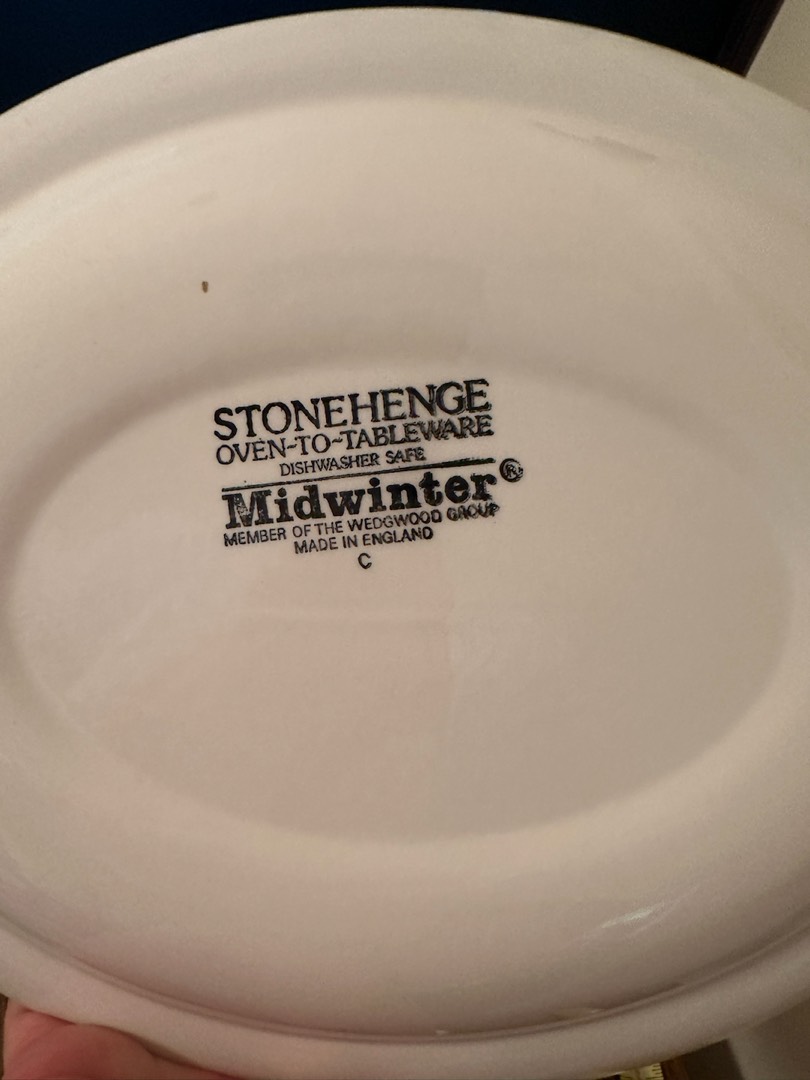 STONEHENGE
OVEN-TO-TABLEWARE
DISHWASHER SAFE
Midwinter®
MEMBER OF THE WEDGWOOD GROUP
MADE IN ENGLAND
C